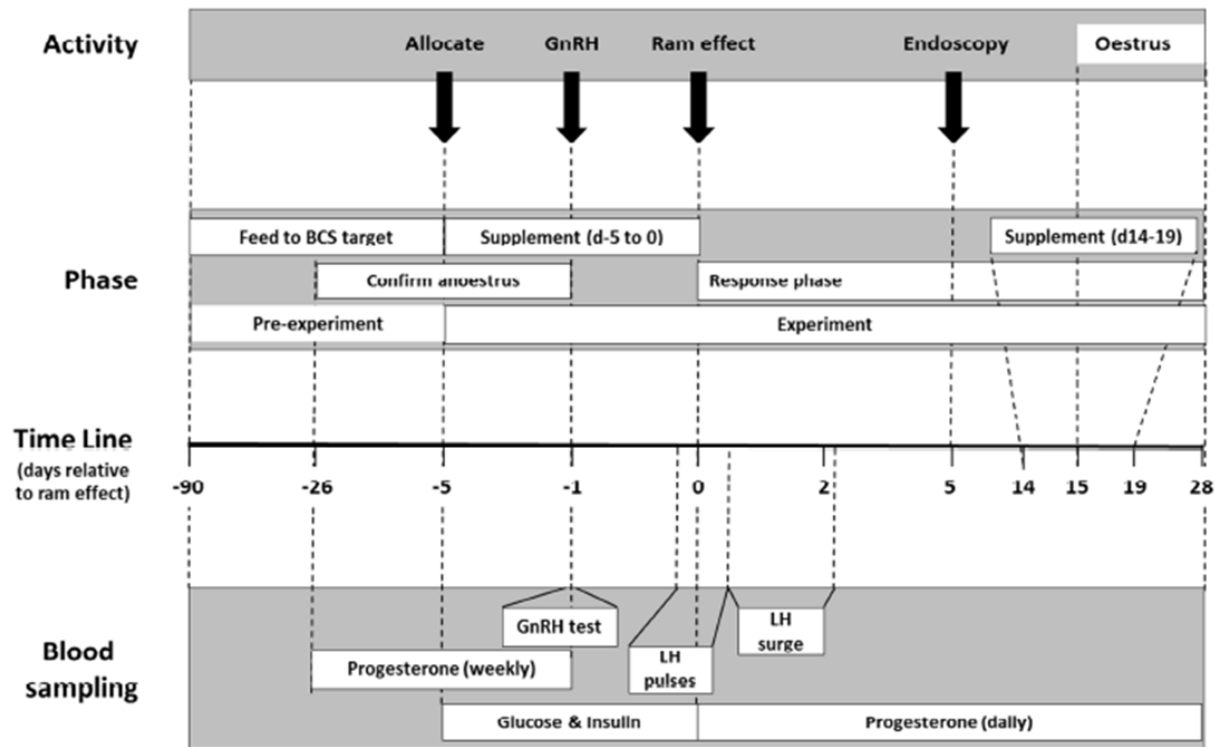 Activity
Allocate
GnRH
Ram effect
Endoscopy
Oestrus
Phase
Feed to BCS target
Supplement (d-5 to 0)
Supplement (d14-19)
Confirm anoestrus
Response phase
Pre-experiment
Experiment
Time Line
(days relative
to ram effect)
-90
-26
-5
-1
0
2
5
14
15
19
28
Blood
sampling
GnRH test
LH
surge
Progesterone (weekly)
LH
pulses
Glucose & Insulin
Progesterone (daily)